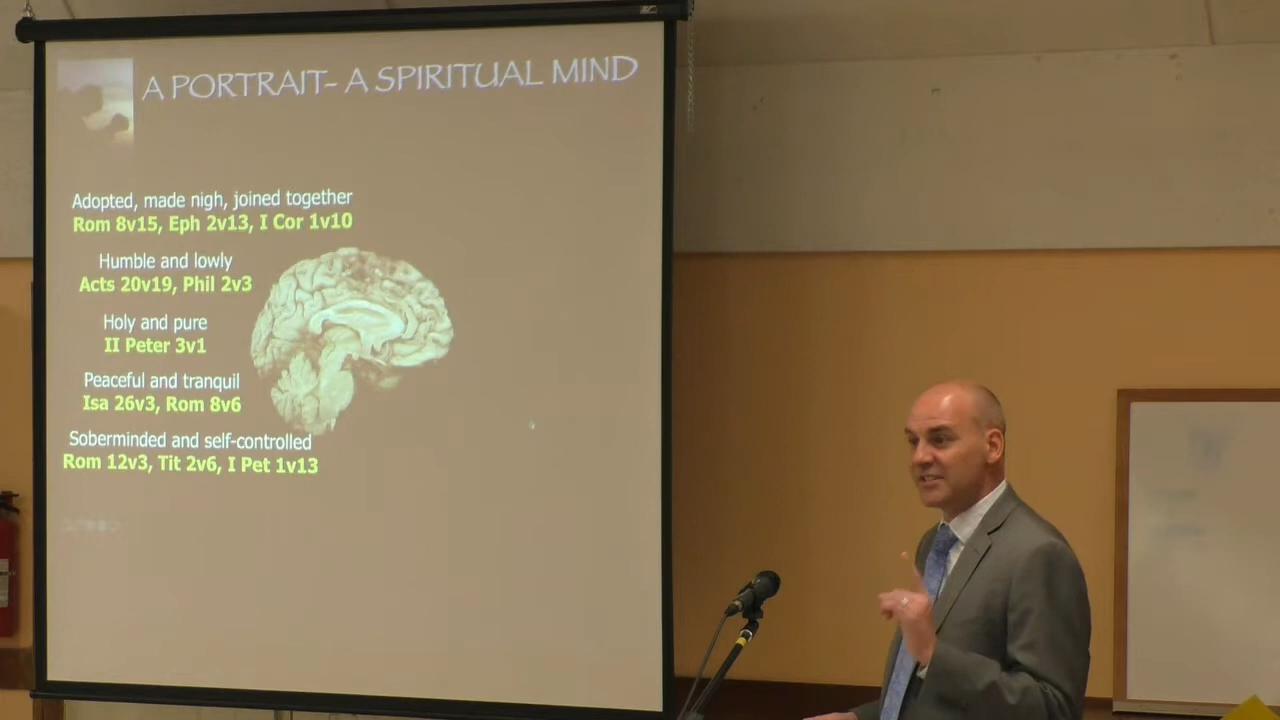 A PORTRAIT- A SPIRITUAL MIND
Adopted, made nigh, joined together
Rom 8v15, Eph 2v13, I Cor 1v10
Humble and lowly
Acts 20v19, Phil 2v3
Holy and pure
II Peter 3v1
Peaceful and tranquil
Isa 26v3, Rom 8v6
Soberminded and self-controlled
Rom 12v3, Tit 2v6, I Pet 1v13